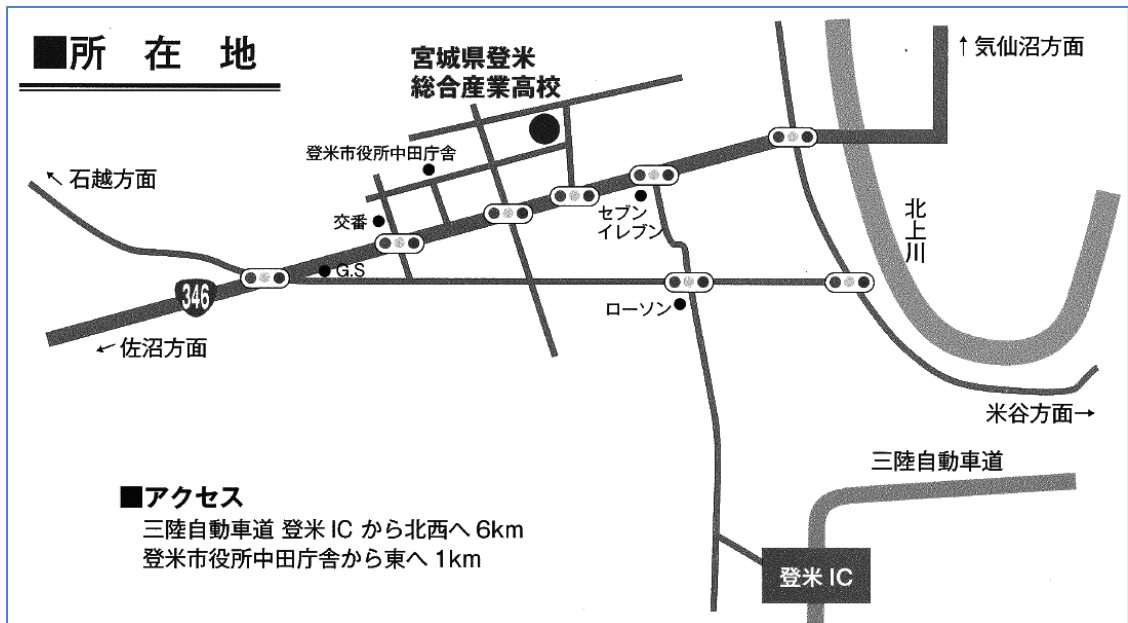 ■所在地
宮城県登米
総合産業高校
↑気仙沼方面
登米市役所中田庁舎
↖石越方面
交番
セブン
イレブン
北上川
G.S
346
ローソン
←佐沼方面
米谷方面→
三陸自動車道
■アクセス
三陸自動車道 登米 IC から北西へ 6km
登米市役所中田庁舎から東へ 1km
登米 IC